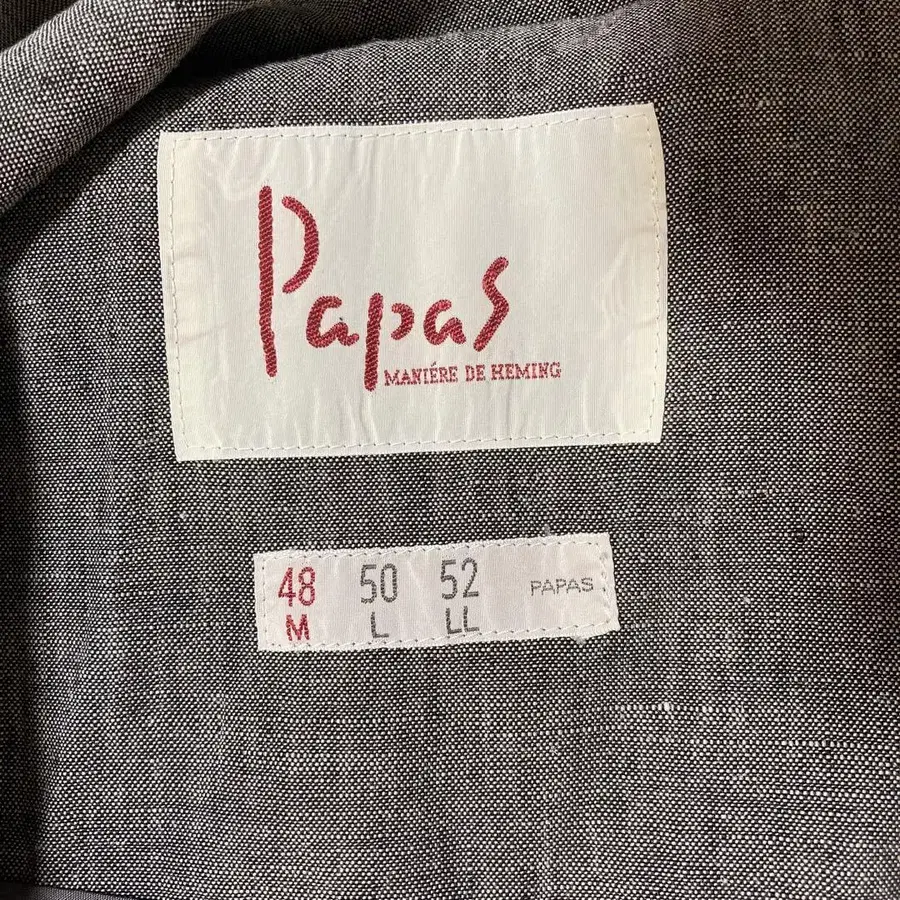 Papas
MANIÉRE DE HEMING
48 50 52 PAPAS
M L LL